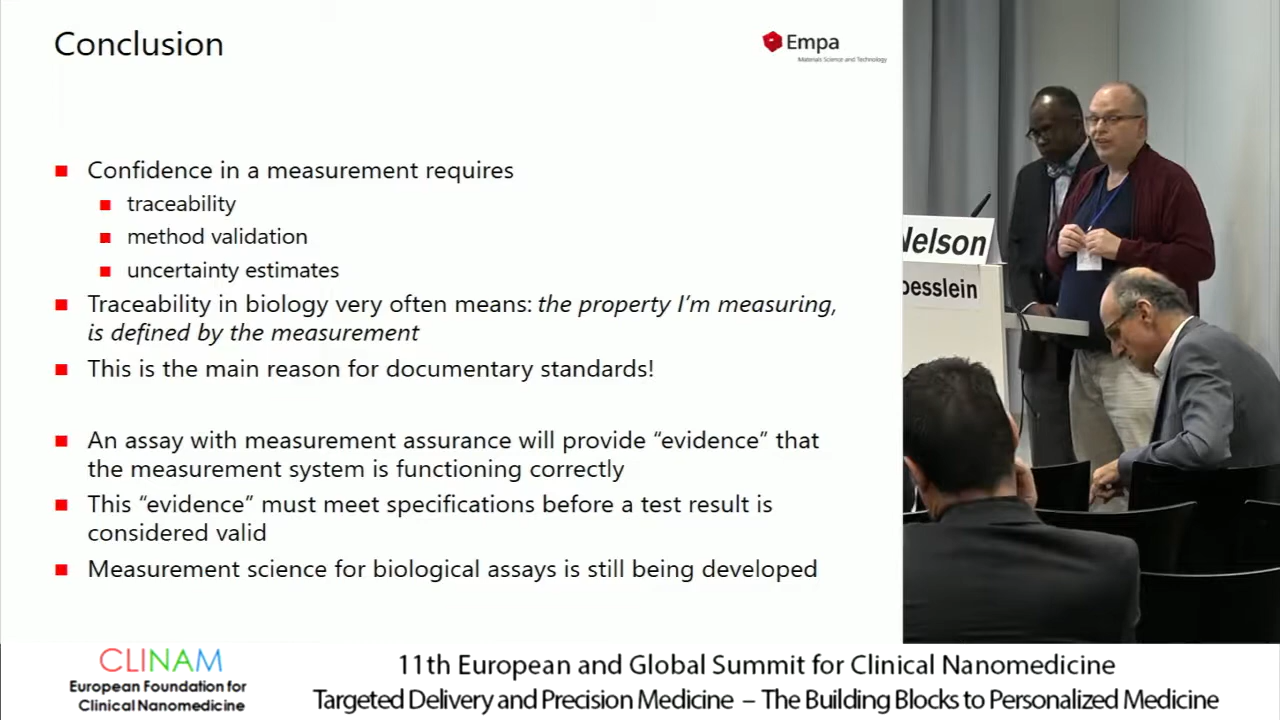 Conclusion
Empa
Materials Science and Technology
Confidence in a measurement requires
traceability
method validation
uncertainty estimates
Traceability in biology very often means: the property I’m measuring,
is defined by the measurement
This is the main reason for documentary standards!
An assay with measurement assurance will provide “evidence” that
the measurement system is functioning correctly
This “evidence” must meet specifications before a test result is
considered valid
Measurement science for biological assays is still being developed
Nelson
oesslein
CLINAM
European Foundation for
Clinical Nanomedicine
11th European and Global Summit for Clinical Nanomedicine
Targeted Delivery and Precision Medicine – The Building Blocks to Personalized Medicine